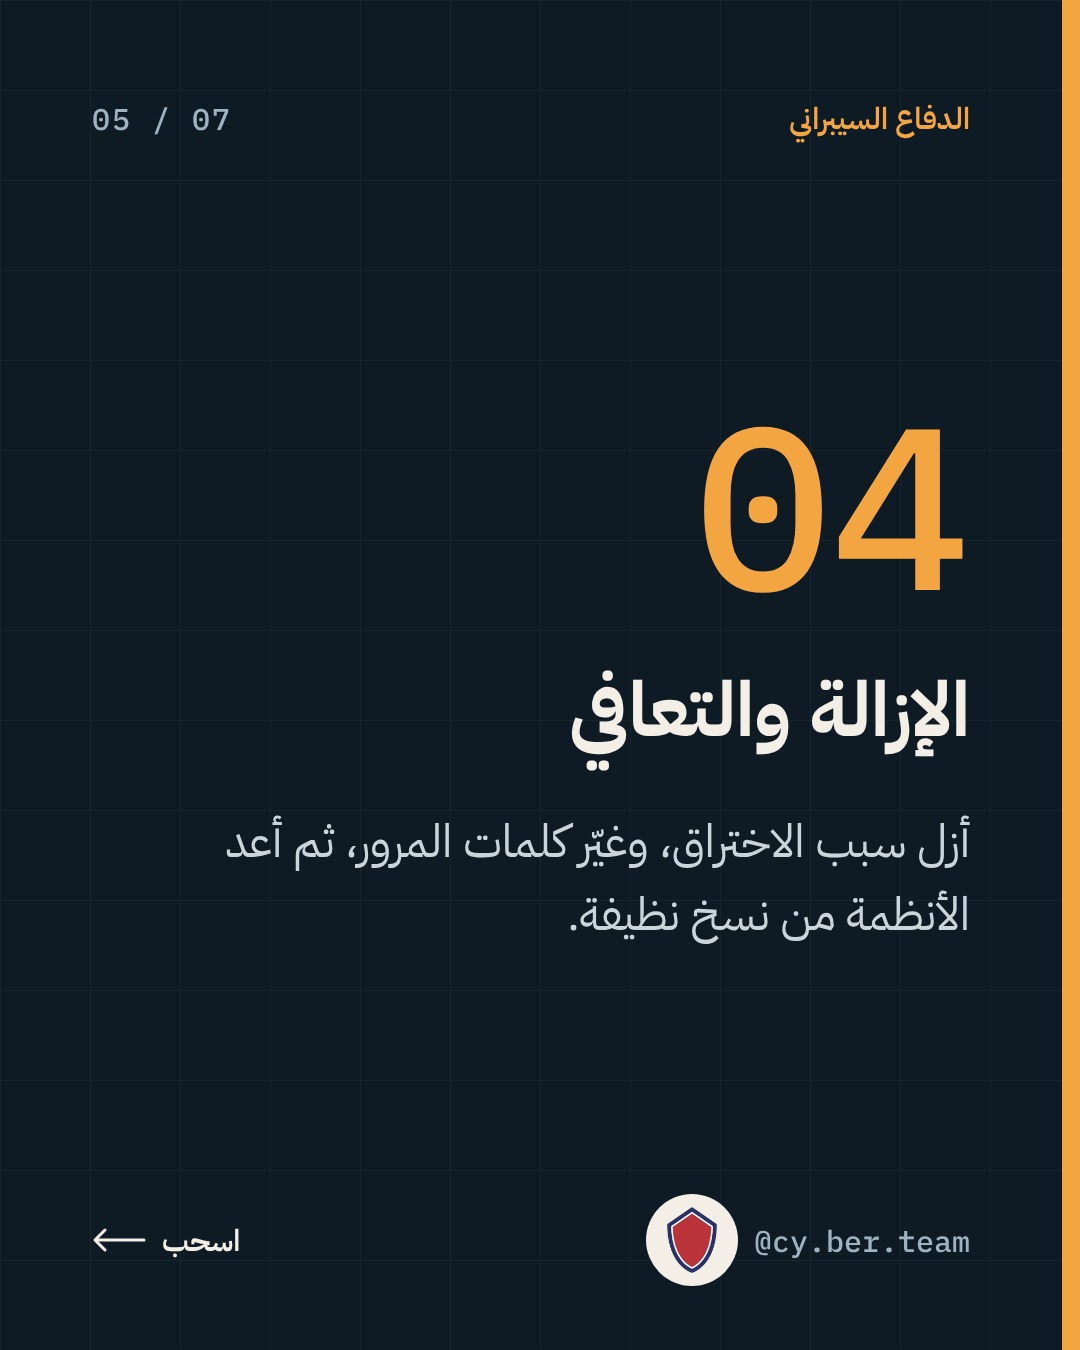 الدفاع السيبراني
05 / 07
04
الإزالة والتعافي
أزل سبب الاختراق، وغيّر كلمات المرور، ثم أعد
الأنظمة من نسخ نظيفة.
@cy.ber.team
اسحب ←